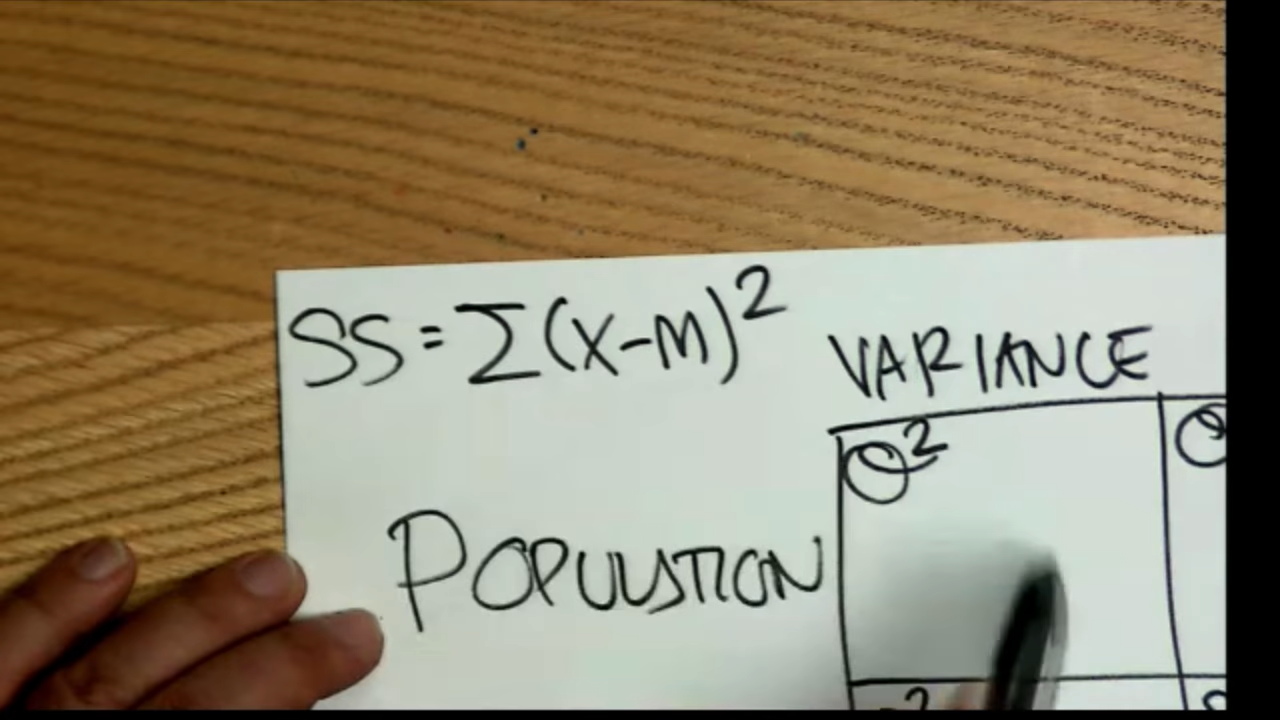 SS = Σ(X-M)²
VARIANCE
σ² σ
POPULATION